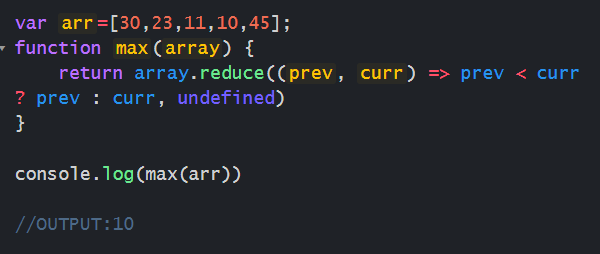 var arr=[30,23,11,10,45];
function max(array) {
    return array.reduce((prev, curr) => prev < curr
? prev : curr, undefined)
}
console.log(max(arr))
//OUTPUT:10